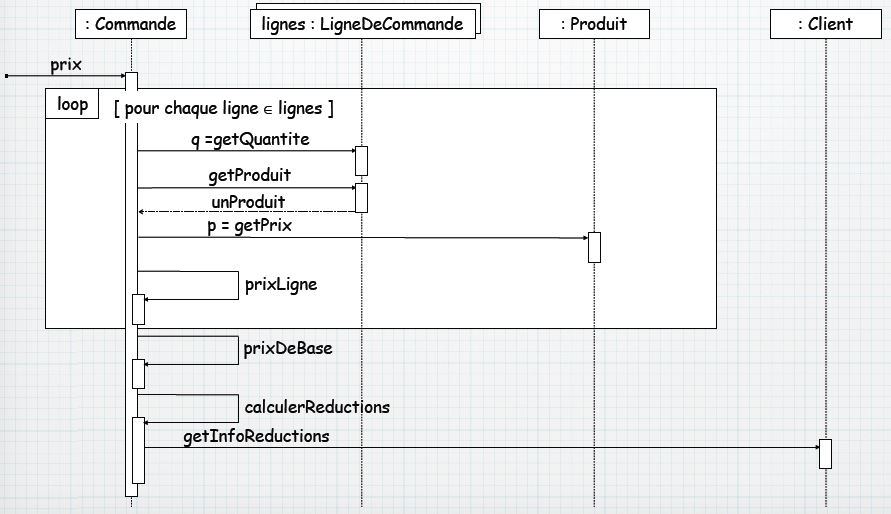 : Commande
lignes : LigneDeCommande
: Produit
: Client
prix
loop
[ pour chaque ligne ∈ lignes ]
q =getQuantite
getProduit
unProduit
p = getPrix
prixLigne
prixDeBase
calculerReductions
getInfoReductions